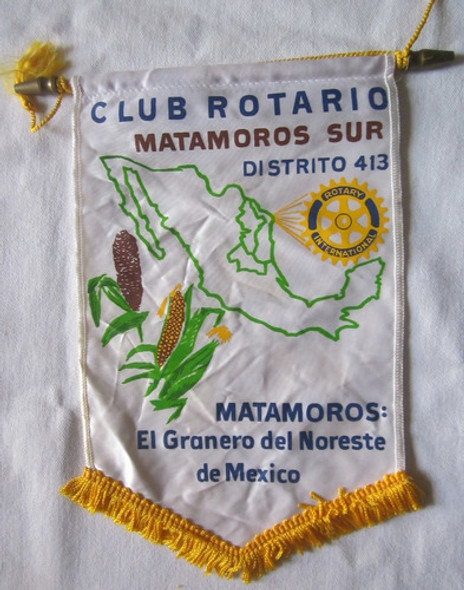 CLUB ROTARIO
MATAMOROS SUR
DISTRITO 413
ROTARY
INTERNATIONAL
MATAMOROS:
El Granero del Noreste
de Mexico